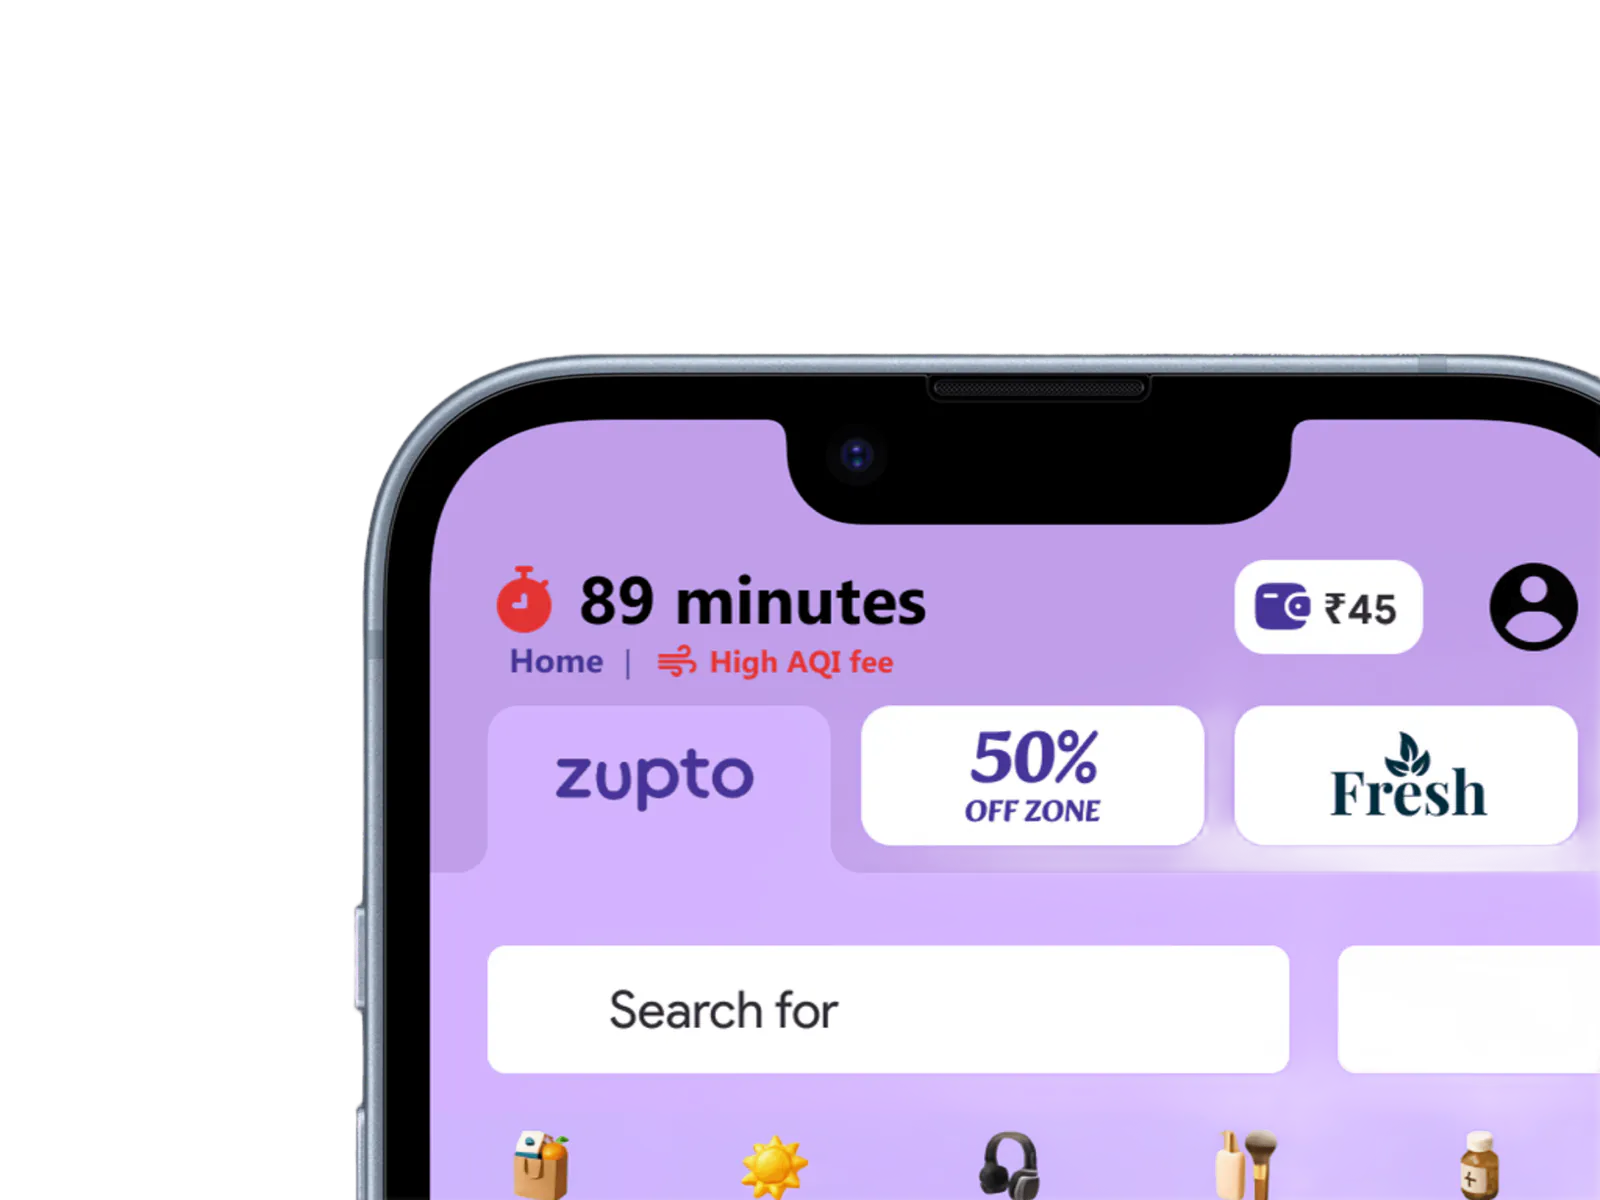 89 minutes
₹45
Home | High AQI fee
zupto
50%
OFF ZONE
Fresh
Search for